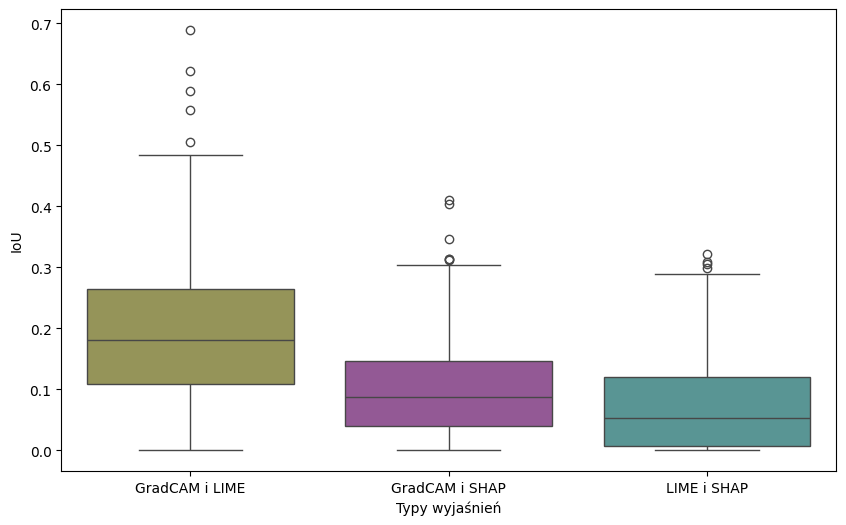 0.7
0.6
0.5
0.4
0.3
0.2
0.1
0.0
IoU
GradCAM i LIME
GradCAM i SHAP
LIME i SHAP
Typy wyjaśnień